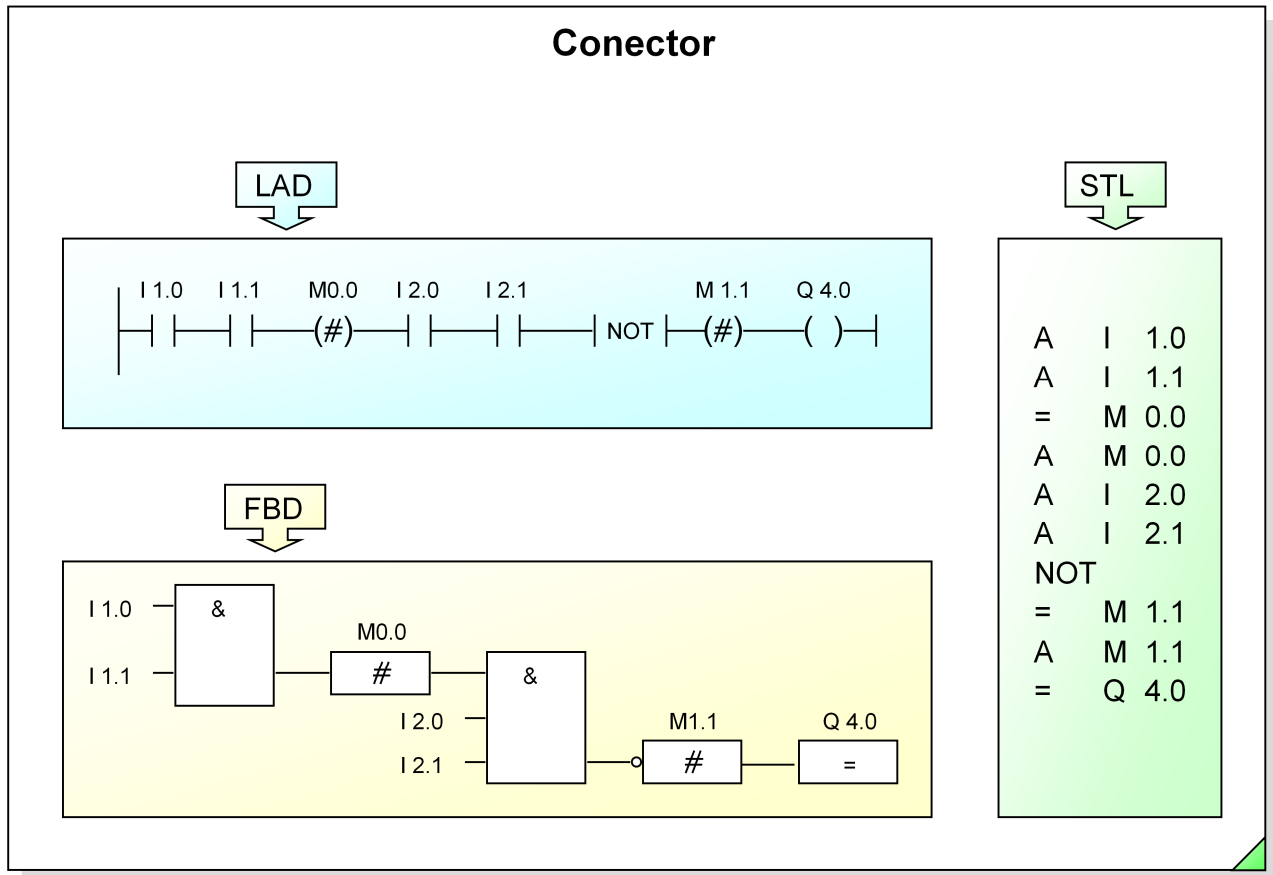 Conector
LAD
I 1.0 I 1.1 M0.0 I 2.0 I 2.1 M 1.1 Q 4.0
(#) NOT (#) ( )
FBD
I 1.0 &
M0.0
I 1.1 # &
I 2.0 M1.1 Q 4.0
I 2.1 # =
STL
A I 1.0
A I 1.1
= M 0.0
A M 0.0
A I 2.0
A I 2.1
NOT
= M 1.1
A M 1.1
= Q 4.0